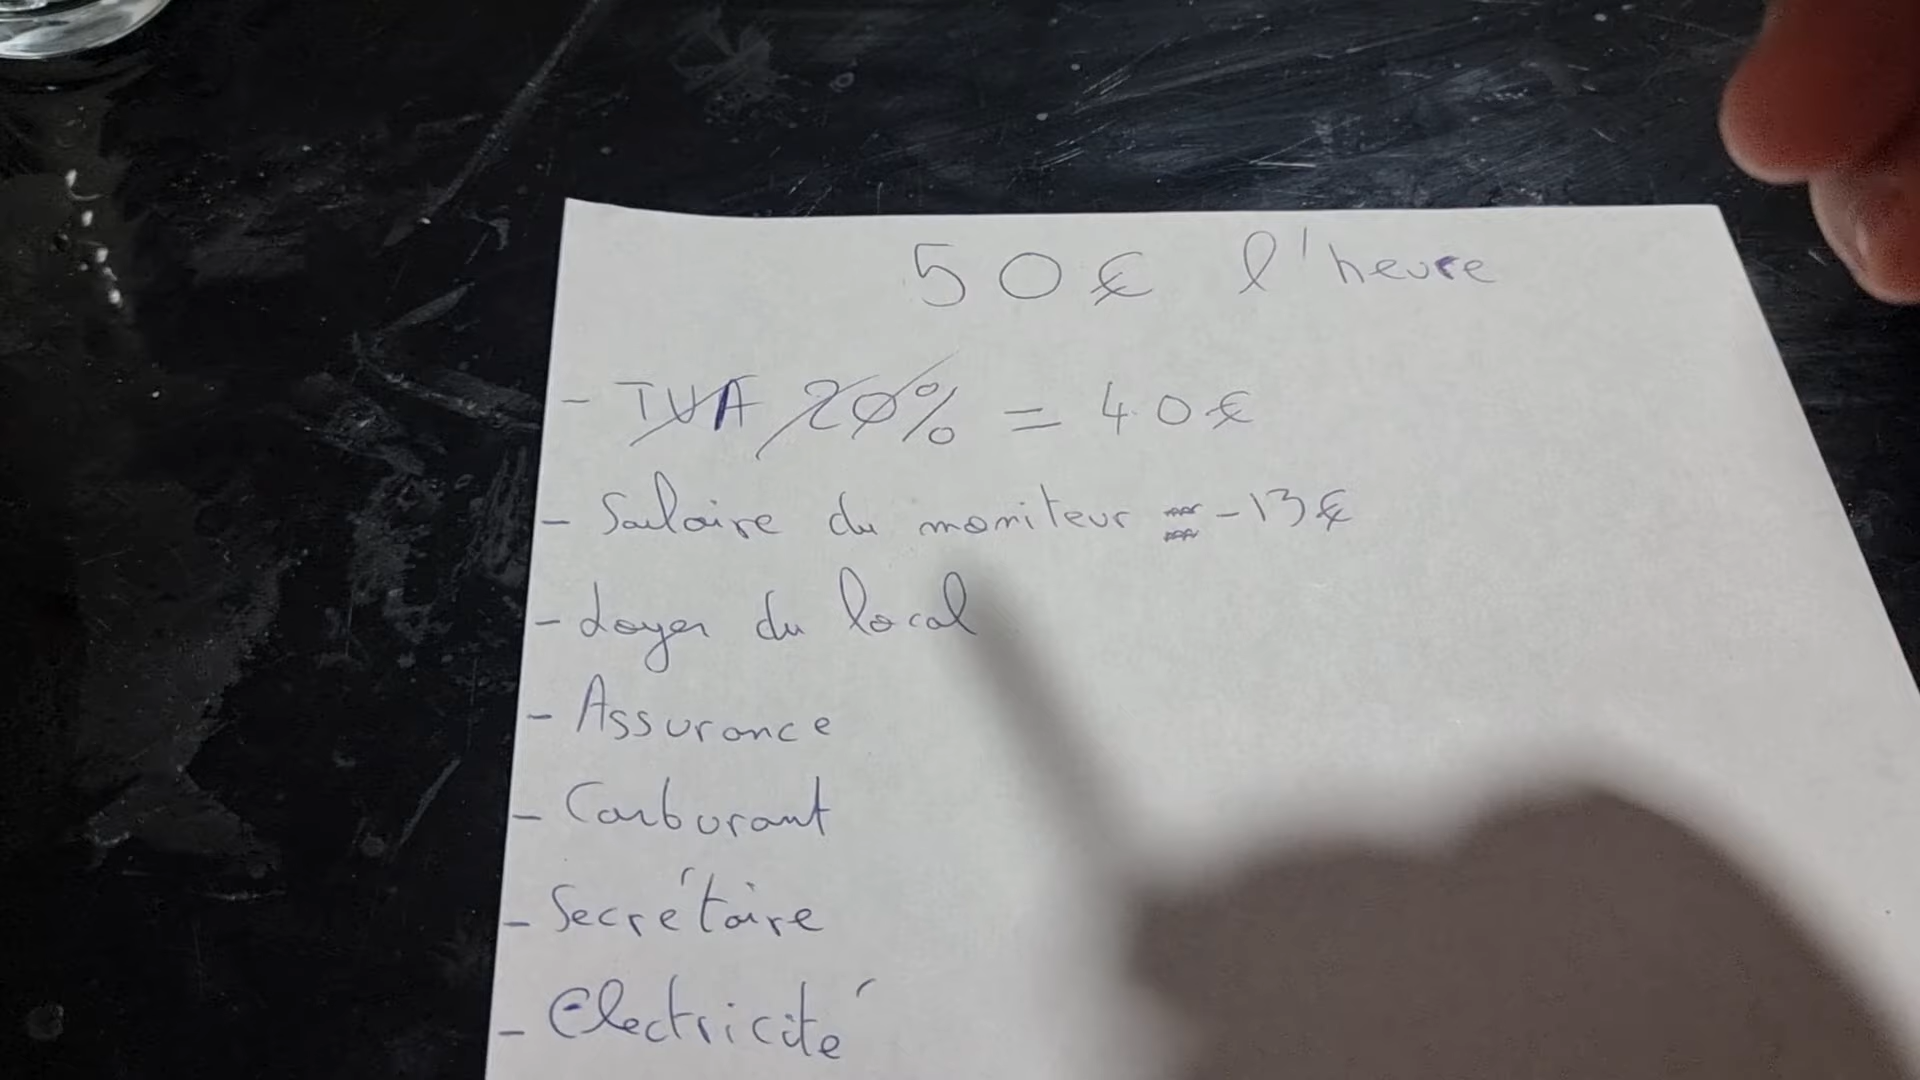 50€ l'heure
- TVA 20% = 40€
- Salaire du moniteur = -13€
- Loyer du local
- Assurance
- Carburant
- Secrétaire
- Electricité